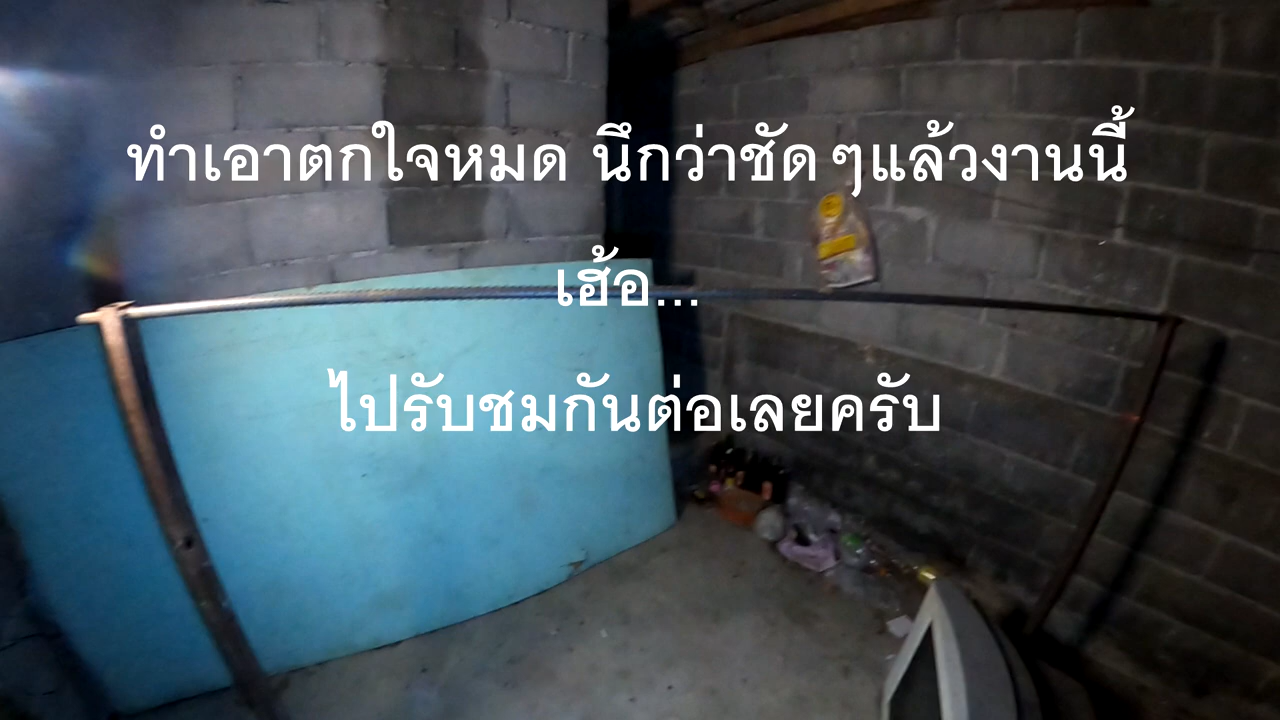 ทำเอาตกใจหมด นึกว่าชัดๆแล้วงานนี้
เฮ้อ...
ไปรับชมกันต่อเลยครับ